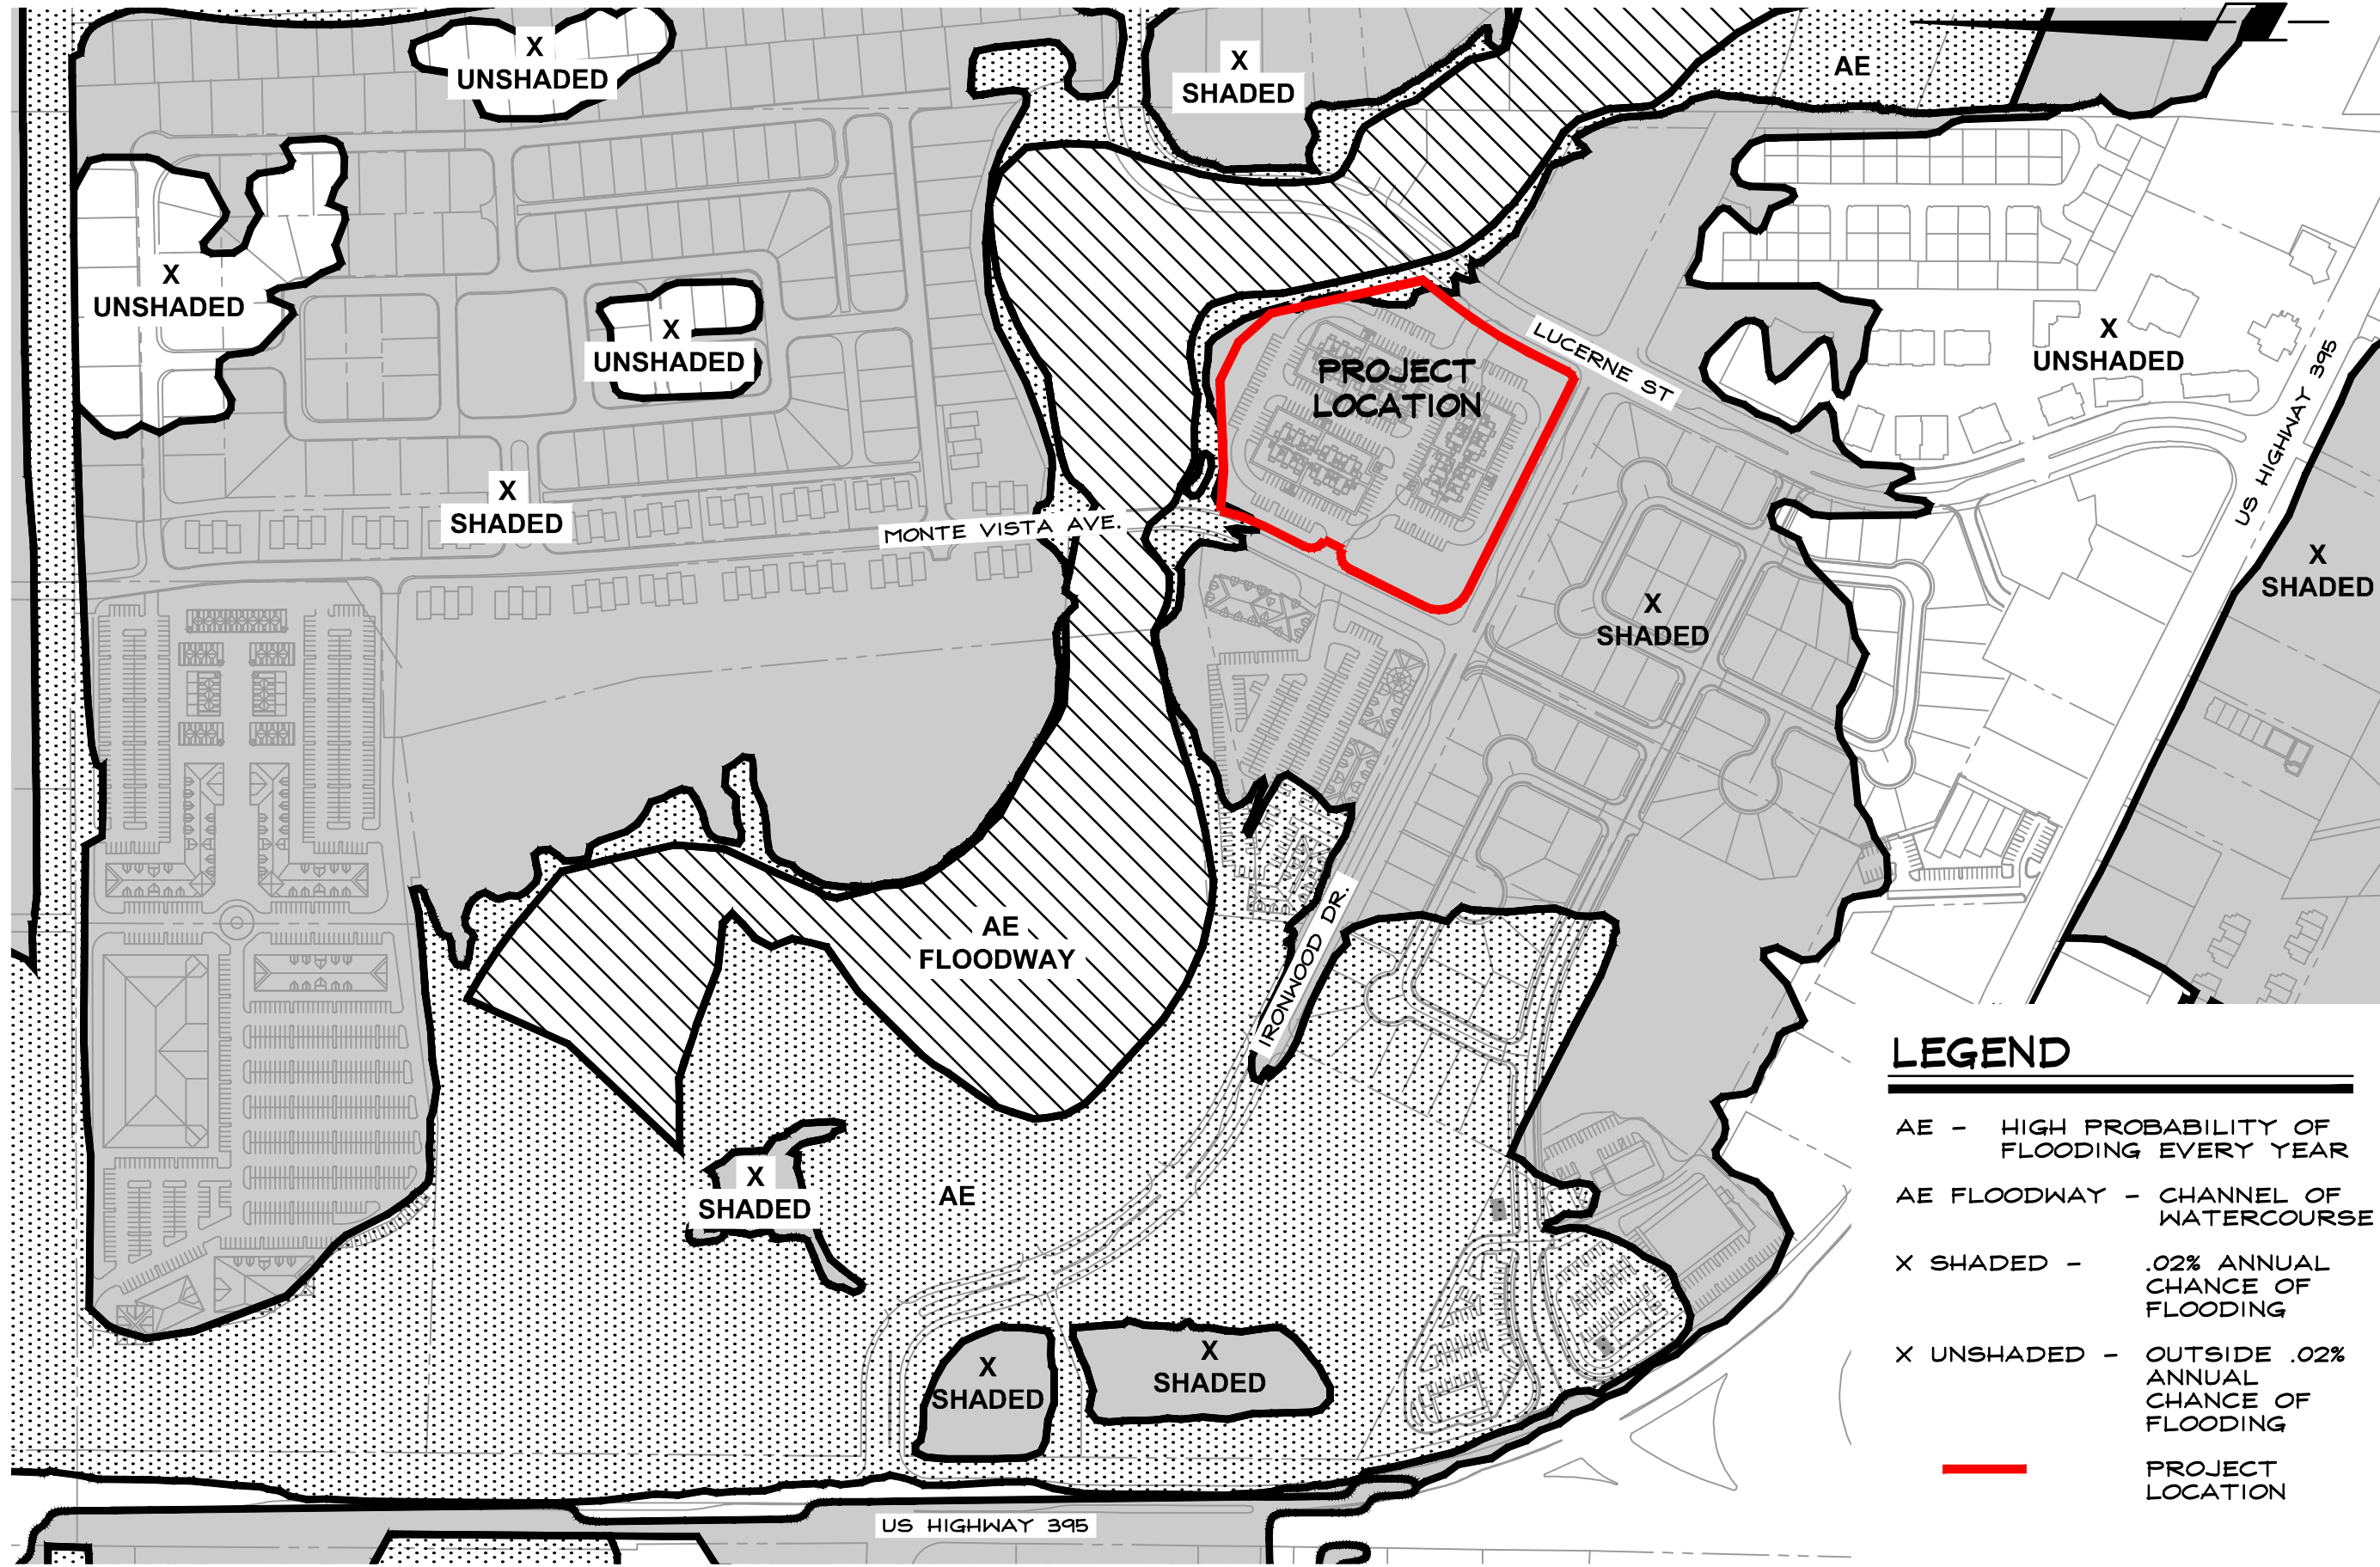 X
UNSHADED
X
SHADED
AE
X
UNSHADED
X
UNSHADED
PROJECT
LOCATION
LUCERNE ST
X
UNSHADED
US HIGHWAY 395
X
SHADED
MONTE VISTA AVE.
X
SHADED
X
SHADED
AE
FLOODWAY
IRONWOOD DR.
X
SHADED
AE
X
SHADED
X
SHADED
US HIGHWAY 395
LEGEND
AE - HIGH PROBABILITY OF
FLOODING EVERY YEAR
AE FLOODWAY - CHANNEL OF
WATERCOURSE
X SHADED - .02% ANNUAL
CHANCE OF
FLOODING
X UNSHADED - OUTSIDE .02%
ANNUAL
CHANCE OF
FLOODING
PROJECT
LOCATION